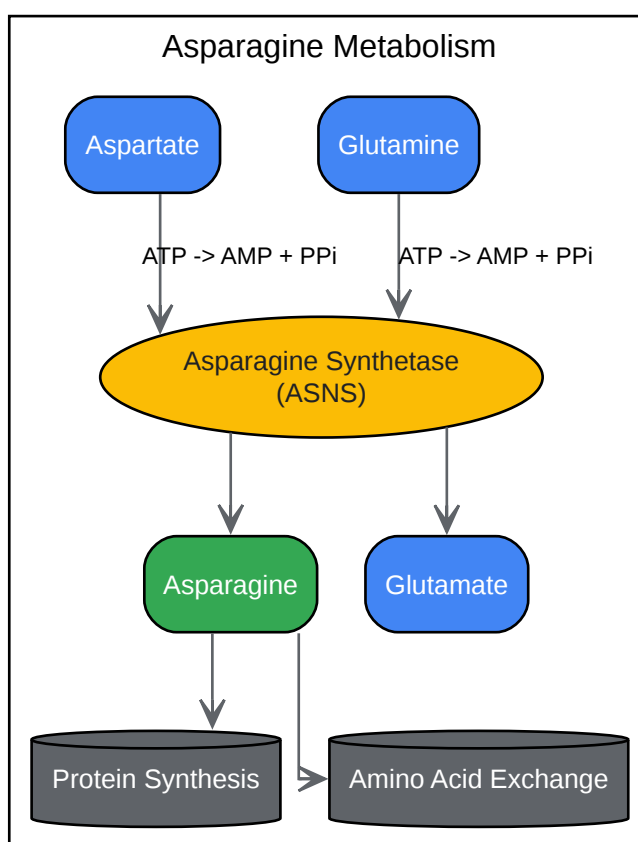 Asparagine Metabolism
Aspartate
Glutamine
ATP -> AMP + PPi
ATP -> AMP + PPi
Asparagine Synthetase
(ASNS)
Asparagine
Glutamate
Protein Synthesis
Amino Acid Exchange